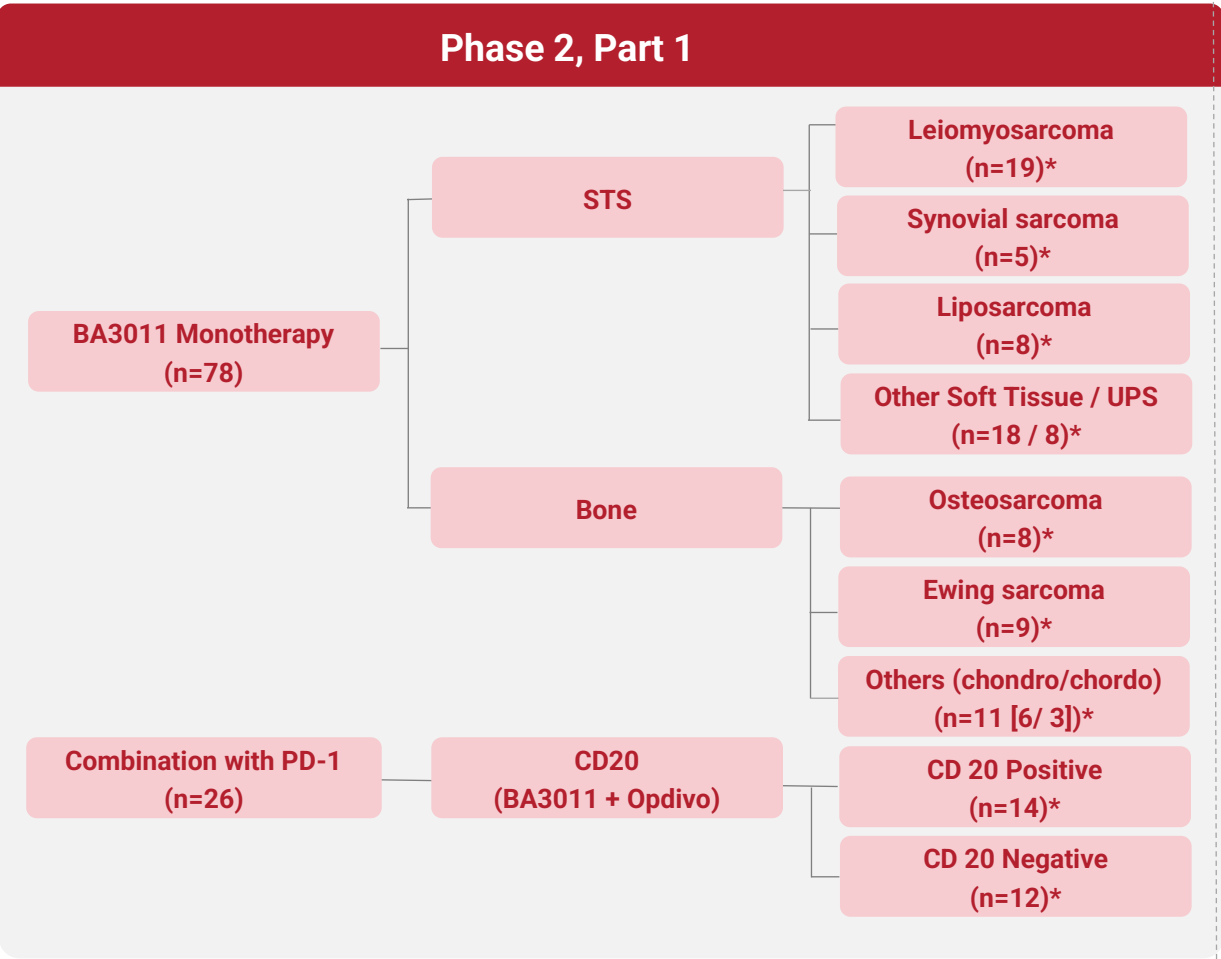 Phase 2, Part 1
BA3011 Monotherapy
(n=78)
STS
Leiomyosarcoma
(n=19)*
Synovial sarcoma
(n=5)*
Liposarcoma
(n=8)*
Other Soft Tissue / UPS
(n=18 / 8)*
Bone
Osteosarcoma
(n=8)*
Ewing sarcoma
(n=9)*
Others (chondro/chordo)
(n=11 [6/ 3])*
Combination with PD-1
(n=26)
CD20
(BA3011 + Opdivo)
CD 20 Positive
(n=14)*
CD 20 Negative
(n=12)*